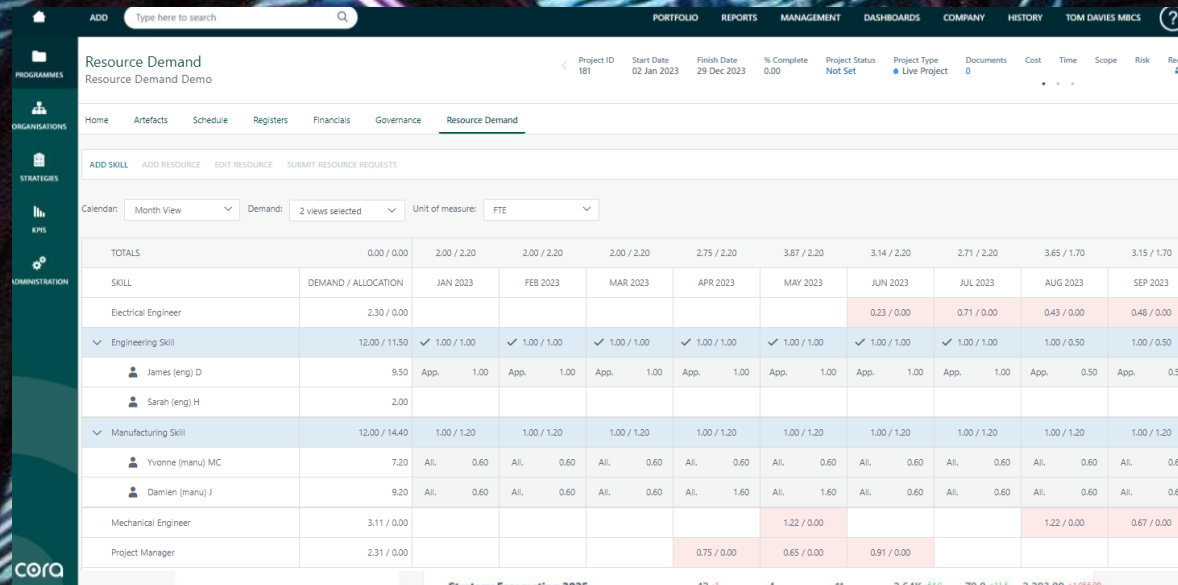 ADD Type here to search PORTFOLIO REPORTS MANAGEMENT DASHBOARDS COMPANY HISTORY TOM DAVIES MBCS ?
PROGRAMMES
ORGANISATIONS
STRATEGIES
KPIS
ADMINISTRATION
cora
Resource Demand
Resource Demand Demo
Project ID Start Date Finish Date % Complete Project Status Project Type Documents Cost Time Scope Risk
181 02 Jan 2023 29 Dec 2023 0.00 Not Set Live Project 0
Home Artefacts Schedule Registers Financials Governance Resource Demand
ADD SKILL ADD RESOURCE EDIT RESOURCE SUBMIT RESOURCE REQUESTS
Calendar: Month View Demand: 2 views selected Unit of measure: FTE
TOTALS 0.00 / 0.00 2.00 / 2.20 2.00 / 2.20 2.00 / 2.20 2.75 / 2.20 3.87 / 2.20 3.14 / 2.20 2.71 / 2.20 3.65 / 1.70 3.15 / 1.70
SKILL DEMAND / ALLOCATION JAN 2023 FEB 2023 MAR 2023 APR 2023 MAY 2023 JUN 2023 JUL 2023 AUG 2023 SEP 2023
Electrical Engineer 2.30 / 0.00 0.23 / 0.00 0.71 / 0.00 0.43 / 0.00 0.48 / 0.00
Engineering Skill 12.00 / 11.50 ✓ 1.00 / 1.00 ✓ 1.00 / 1.00 ✓ 1.00 / 1.00 ✓ 1.00 / 1.00 ✓ 1.00 / 1.00 ✓ 1.00 / 1.00 ✓ 1.00 / 1.00 1.00 / 0.50 1.00 / 0.50
James (eng) D 9.50 App. 1.00 App. 1.00 App. 1.00 App. 1.00 App. 1.00 App. 1.00 App. 1.00 App. 0.50 App.
Sarah (eng) H 2.00
Manufacturing Skill 12.00 / 14.40 1.00 / 1.20 1.00 / 1.20 1.00 / 1.20 1.00 / 1.20 1.00 / 1.20 1.00 / 1.20 1.00 / 1.20 1.00 / 1.20 1.00 / 1.20
Yvonne (manu) MC 7.20 All. 0.60 All. 0.60 All. 0.60 All. 0.60 All. 0.60 All. 0.60 All. 0.60 All. 0.60 All.
Damien (manu) J 9.20 All. 0.60 All. 0.60 All. 0.60 All. 1.60 All. 1.60 All. 0.60 All. 0.60 All. 0.60 All.
Mechanical Engineer 3.11 / 0.00 1.22 / 0.00 1.22 / 0.00 0.67 / 0.00
Project Manager 2.31 / 0.00 0.75 / 0.00 0.65 / 0.00 0.91 / 0.00